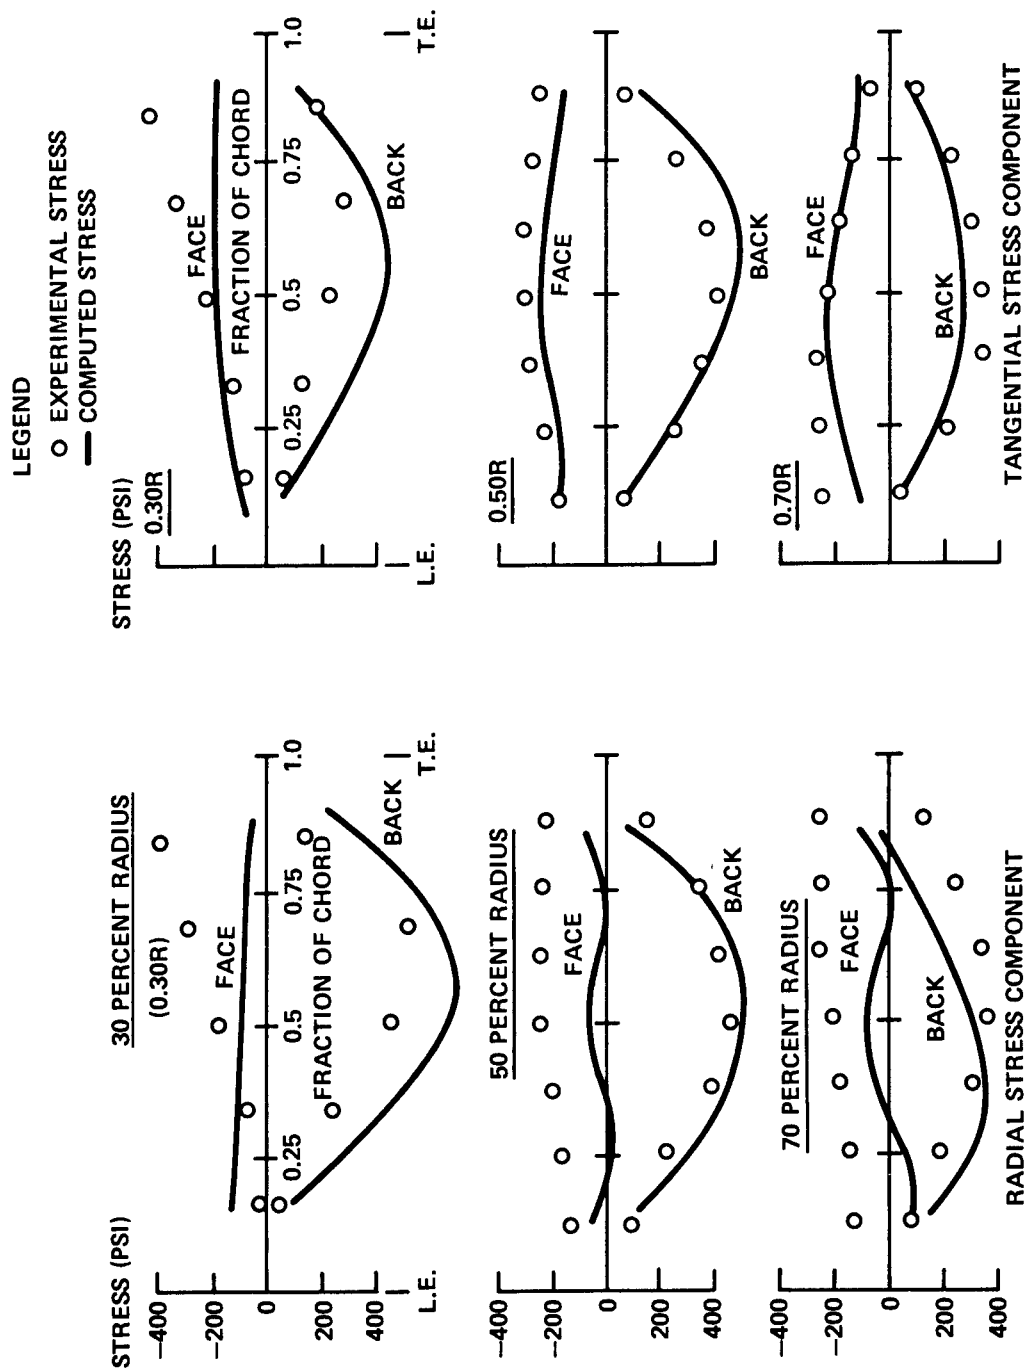 LEGEND
EXPERIMENTAL STRESS
COMPUTED STRESS
STRESS (PSI)
30 PERCENT RADIUS
(0.30R)
-400
-200
0
200
400
FACE
0.25
0.5
0.75
1.0
FRACTION OF CHORD
BACK
L.E.
T.E.
STRESS (PSI)
0.30R
FACE
FRACTION OF CHORD
0.25
0.5
0.75
1.0
BACK
L.E.
T.E.
50 PERCENT RADIUS
-400
-200
0
200
400
FACE
BACK
0.50R
FACE
BACK
70 PERCENT RADIUS
-400
-200
0
200
400
FACE
BACK
RADIAL STRESS COMPONENT
0.70R
FACE
BACK
TANGENTIAL STRESS COMPONENT